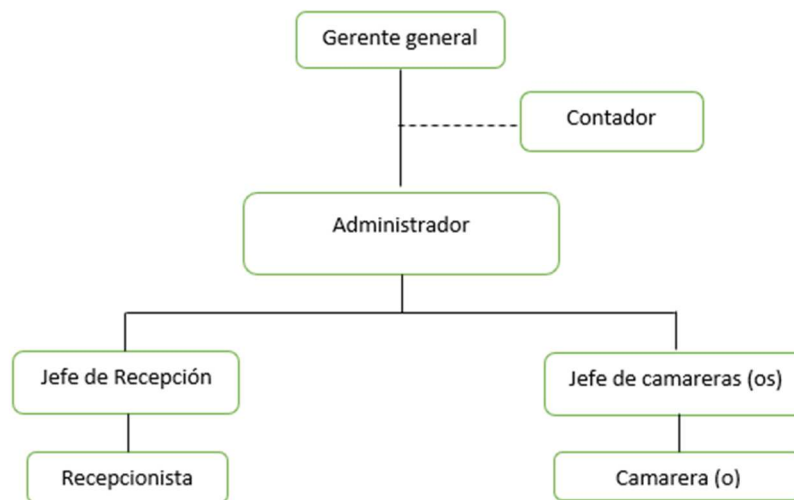 Gerente general
Contador
Administrador
Jefe de Recepción
Jefe de camareras (os)
Recepcionista
Camarera (o)